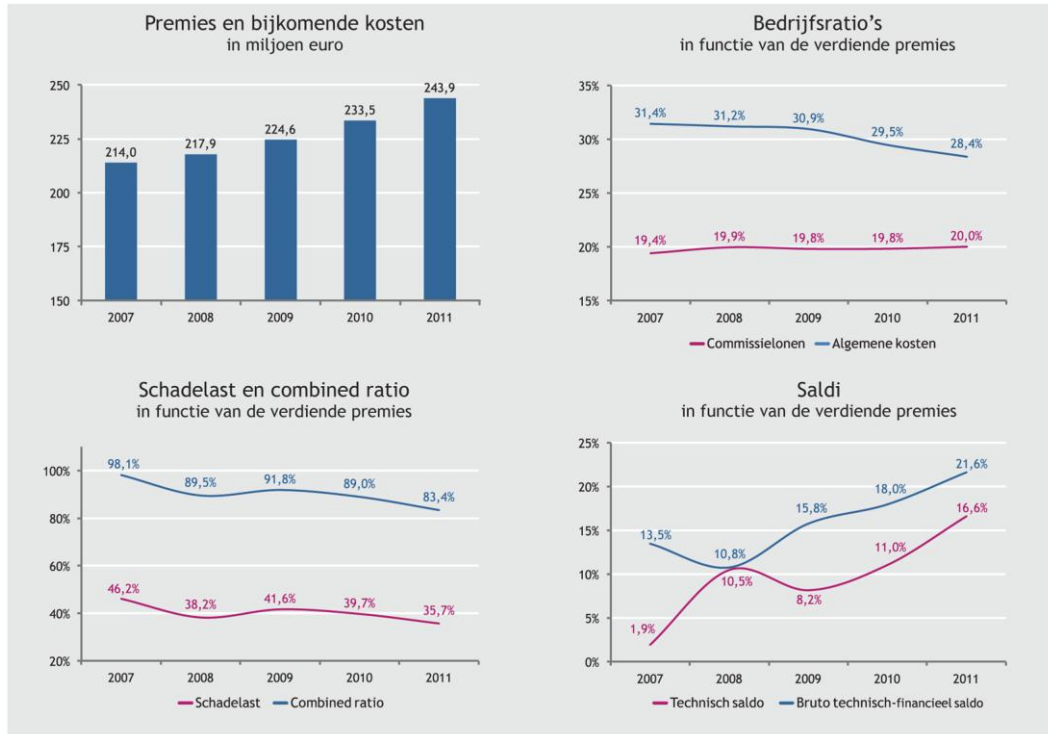 Premies en bijkomende kosten
in miljoen euro
250
225
200
175
150
214,0
217,9
224,6
233,5
243,9
2007 2008 2009 2010 2011
Bedrijfsratio's
in functie van de verdiende premies
35%
30%
25%
20%
15%
31,4% 31,2% 30,9% 29,5% 28,4%
19,4% 19,9% 19,8% 19,8% 20,0%
2007 2008 2009 2010 2011
Commissielonen Algemene kosten
Schadelast en combined ratio
in functie van de verdiende premies
100%
80%
60%
40%
20%
98,1% 89,5% 91,8% 89,0% 83,4%
46,2% 38,2% 41,6% 39,7% 35,7%
2007 2008 2009 2010 2011
Schadelast Combined ratio
Saldi
in functie van de verdiende premies
25%
20%
15%
10%
5%
0%
13,5% 10,8% 15,8% 18,0% 21,6%
1,9% 10,5% 8,2% 11,0% 16,6%
2007 2008 2009 2010 2011
Technisch saldo Bruto technisch-financieel saldo